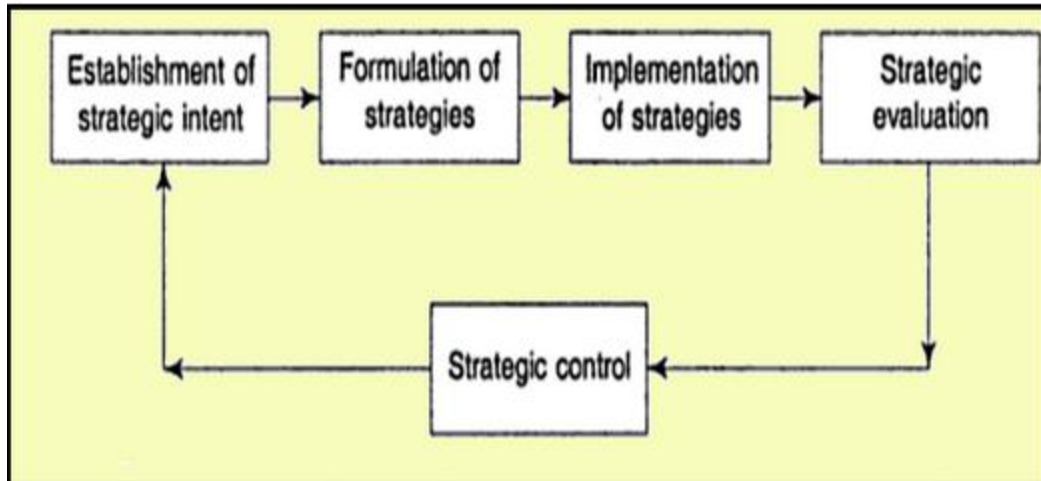 Establishment of
strategic intent
Formulation of
strategies
Implementation
of strategies
Strategic
evaluation
Strategic control